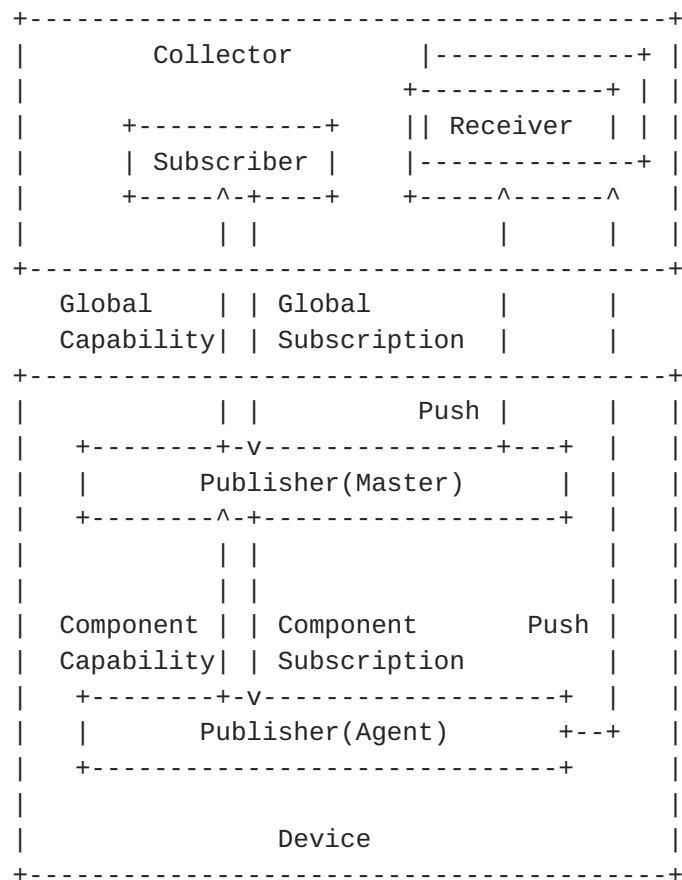 Collector
Receiver
Subscriber
Global Global
Capability Subscription
Push
Publisher(Master)
Component Component Push
Capability Subscription
Publisher(Agent)
Device